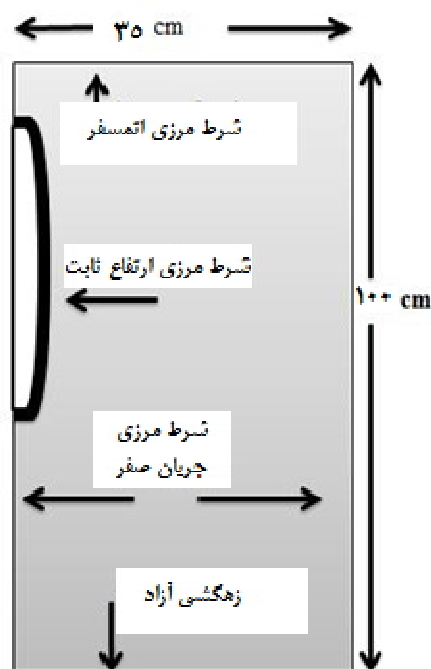 ۳۵ cm
شرط مرزی اتمسفر
شرط مرزی ارتفاع ثابت
۱۰۰ cm
شرط مرزی
جریان صفر
زهکشی آزاد